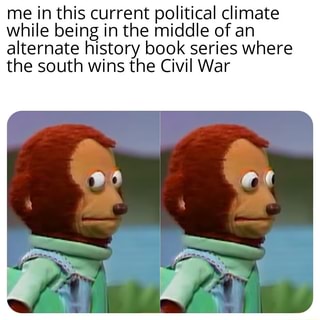 me in this current political climate
while being in the middle of an
alternate history book series where
the south wins the Civil War